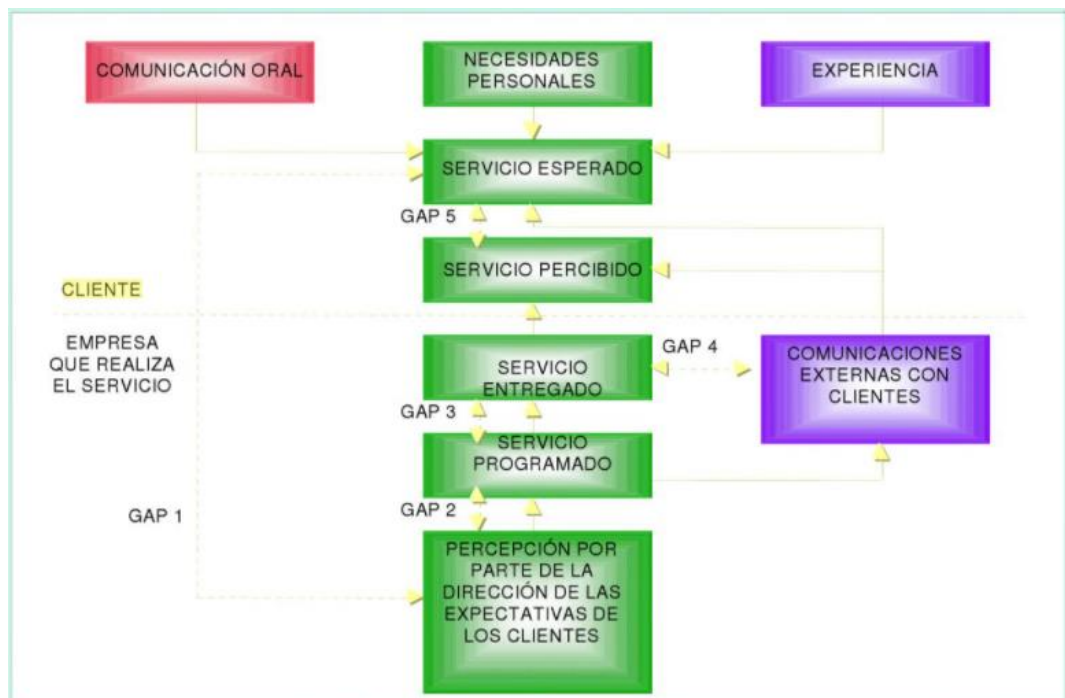 COMUNICACIÓN ORAL
NECESIDADES
PERSONALES
EXPERIENCIA
SERVICIO ESPERADO
GAP 5
SERVICIO PERCIBIDO
CLIENTE
EMPRESA
QUE REALIZA
EL SERVICIO
SERVICIO
ENTREGADO
GAP 4
COMUNICACIONES
EXTERNAS CON
CLIENTES
GAP 3
SERVICIO
PROGRAMADO
GAP 1
GAP 2
PERCEPCIÓN POR
PARTE DE LA
DIRECCIÓN DE LAS
EXPECTATIVAS DE
LOS CLIENTES